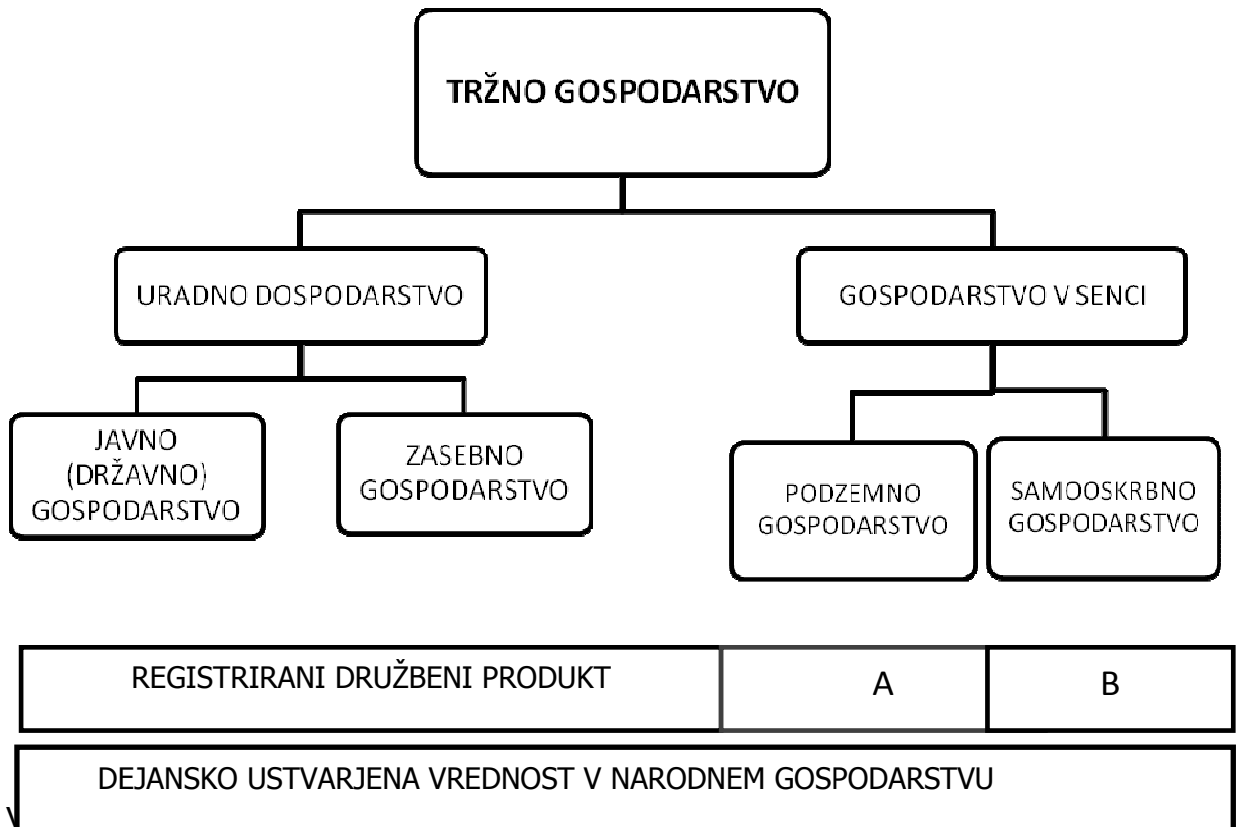 TRŽNO GOSPODARSTVO
URADNO DOSPODARSTVO
GOSPODARSTVO V SENCI
JAVNO
(DRŽAVNO)
GOSPODARSTVO
ZASEBNO
GOSPODARSTVO
PODZEMNO
GOSPODARSTVO
SAMOOSKRBNO
GOSPODARSTVO
REGISTRIRANI DRUŽBENI PRODUKT
A
B
DEJANSKO USTVARJENA VREDNOST V NARODNEM GOSPODARSTVU